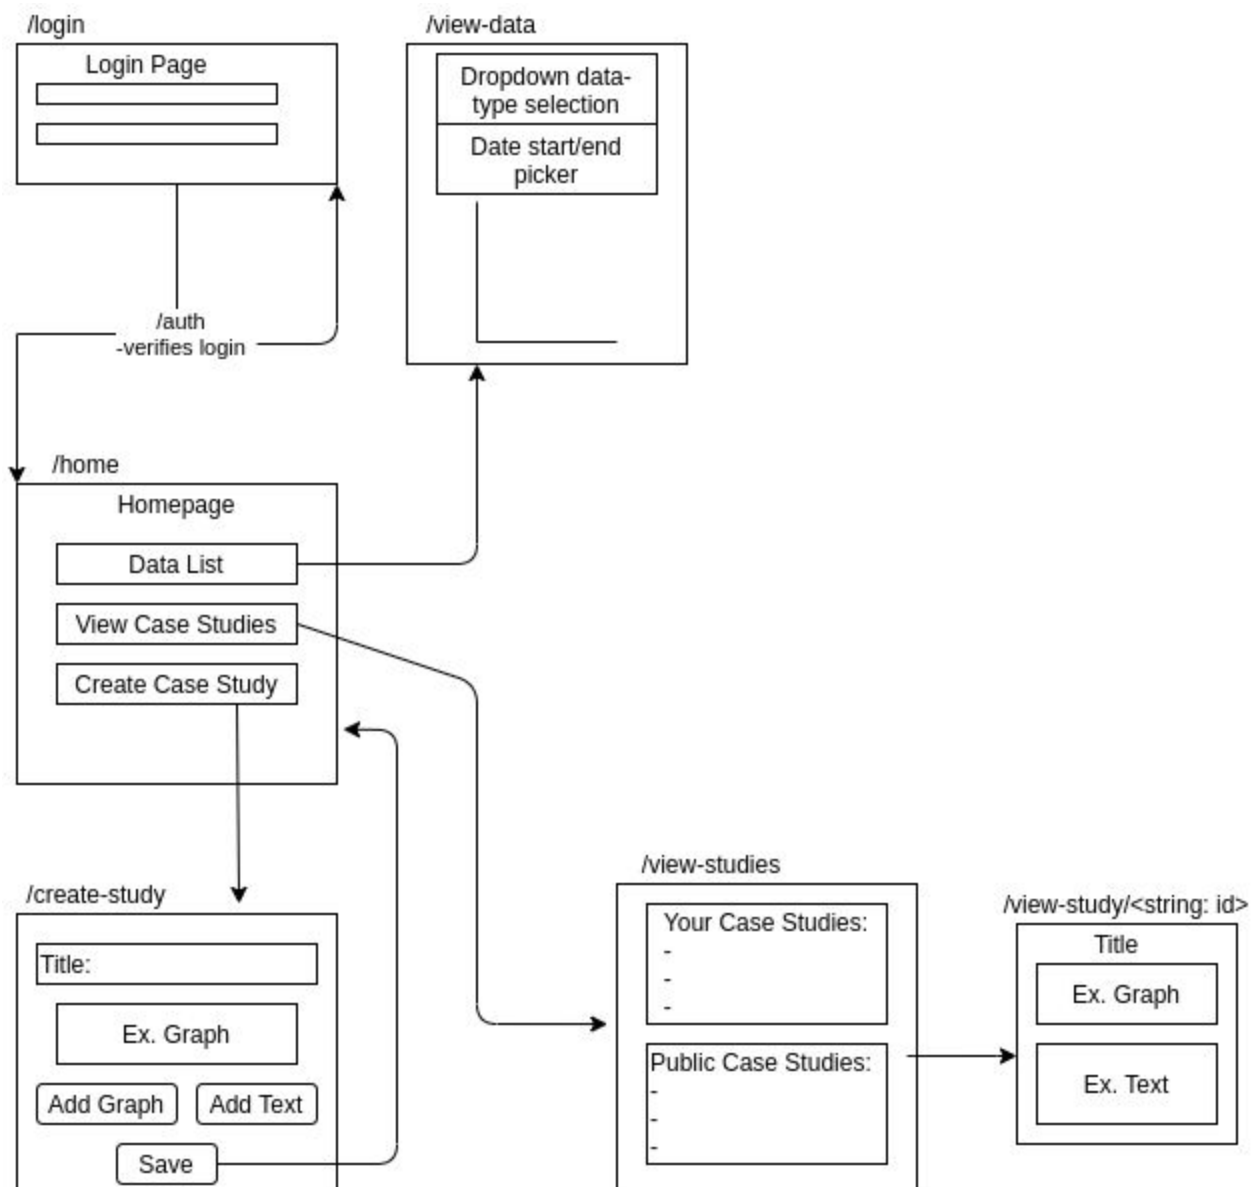 /login
Login Page
/auth
-verifies login
/view-data
Dropdown data-
type selection
Date start/end
picker
/home
Homepage
Data List
View Case Studies
Create Case Study
/create-study
Title:
Ex. Graph
Add Graph
Add Text
Save
/view-studies
Your Case Studies:
-
-
-
Public Case Studies:
-
-
-
/view-study/<string: id>
Title
Ex. Graph
Ex. Text